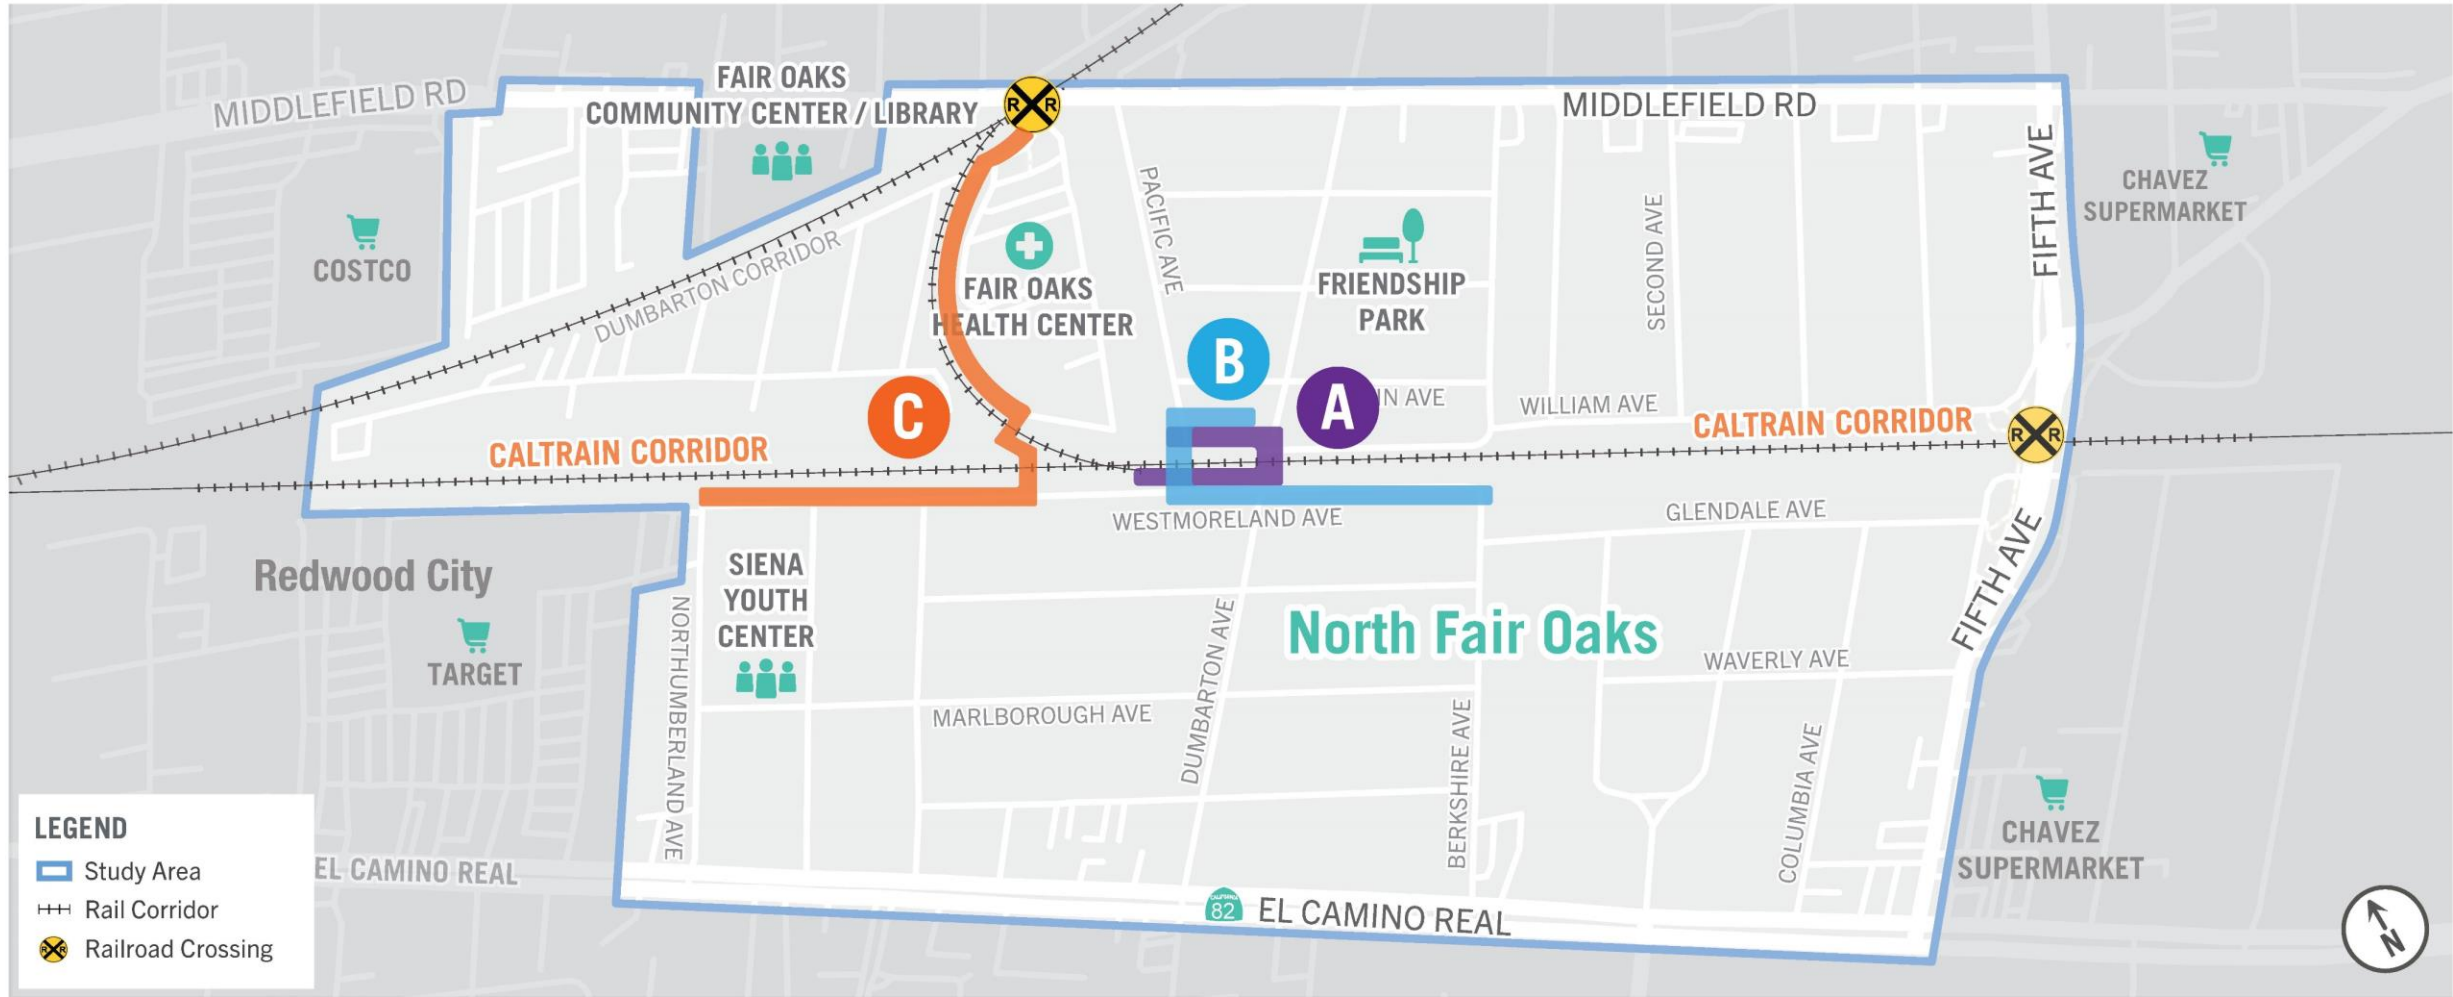 MIDDLEFIELD RD
FAIR OAKS
COMMUNITY CENTER / LIBRARY
R R
MIDDLEFIELD RD
FIFTH AVE
CHAVEZ
SUPERMARKET
COSTCO
DUMBARTON CORRIDOR
FAIR OAKS
HEALTH CENTER
PACIFIC AVE
FRIENDSHIP
PARK
SECOND AVE
B
A
C
IN AVE
WILLIAM AVE
CALTRAIN CORRIDOR
CALTRAIN CORRIDOR
R R
WESTMORELAND AVE
GLENDALE AVE
FIFTH AVE
Redwood City
TARGET
NORTHUMBERLAND AVE
SIENA
YOUTH
CENTER
North Fair Oaks
DUMBARTON AVE
MARLBOROUGH AVE
WAVERLY AVE
BERKSHIRE AVE
COLUMBIA AVE
CHAVEZ
SUPERMARKET
EL CAMINO REAL
CALIFORNIA
82
EL CAMINO REAL
LEGEND
Study Area
Rail Corridor
R R
Railroad Crossing
N